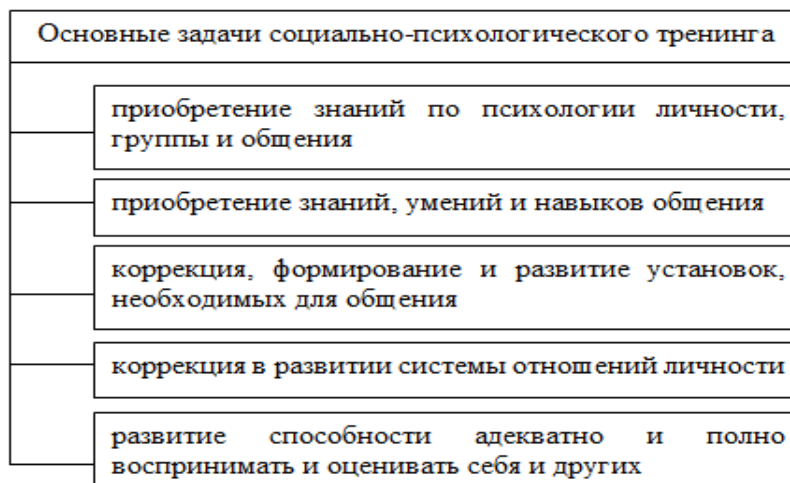 Основные задачи социально-психологического тренинга
приобретение знаний по психологии личности,
группы и общения
приобретение знаний, умений и навыков общения
коррекция, формирование и развитие установок,
необходимых для общения
коррекция в развитии системы отношений личности
развитие способности адекватно и полно
воспринимать и оценивать себя и других